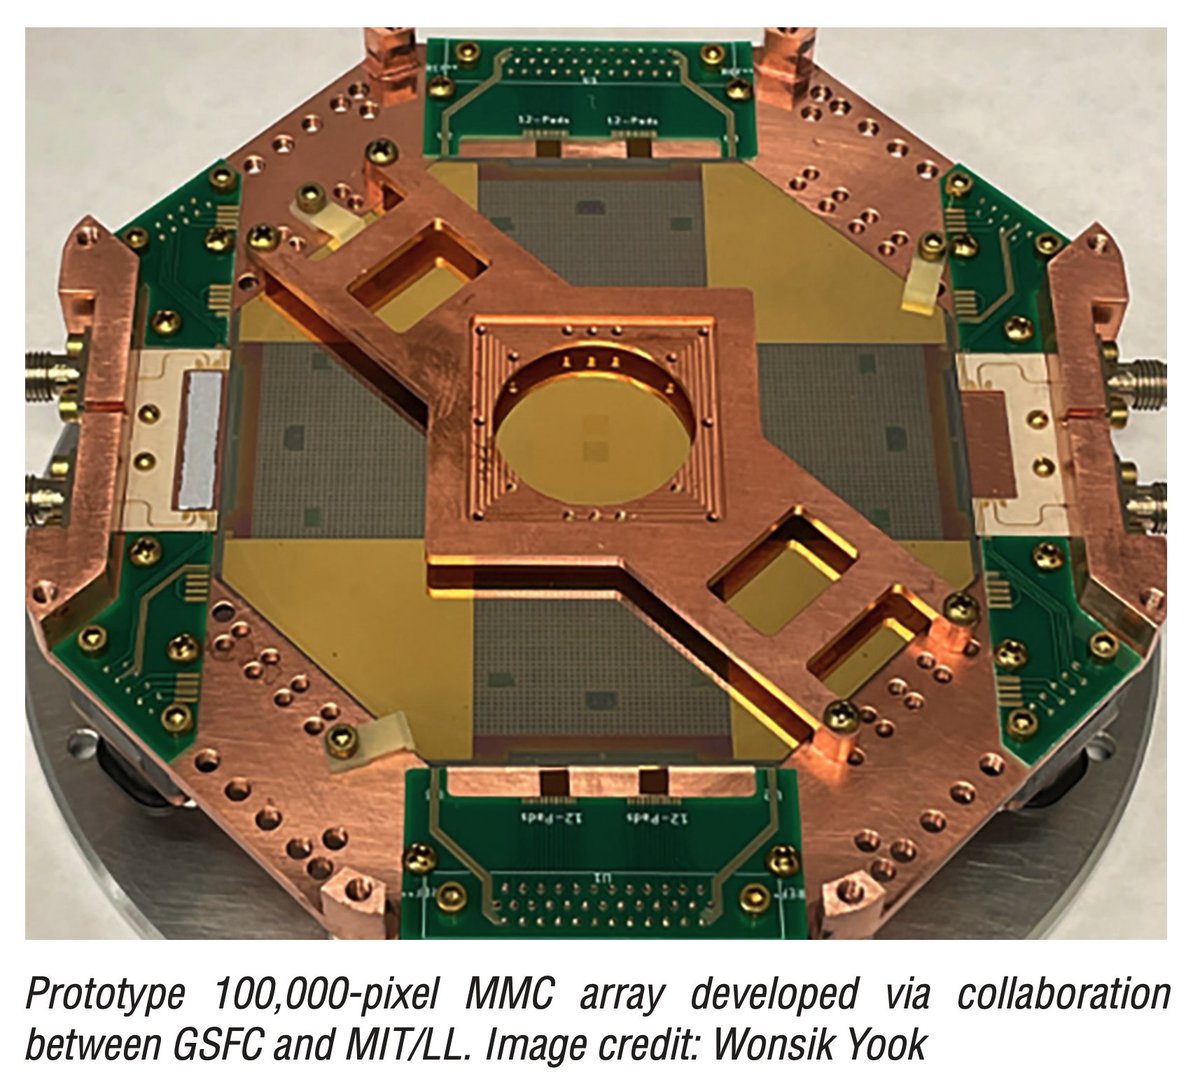 U1
12-Pads 12-Pads
12-Pads 12-Pads
U1
Prototype 100,000-pixel MMC array developed via collaboration
between GSFC and MIT/LL. Image credit: Wonsik Yook